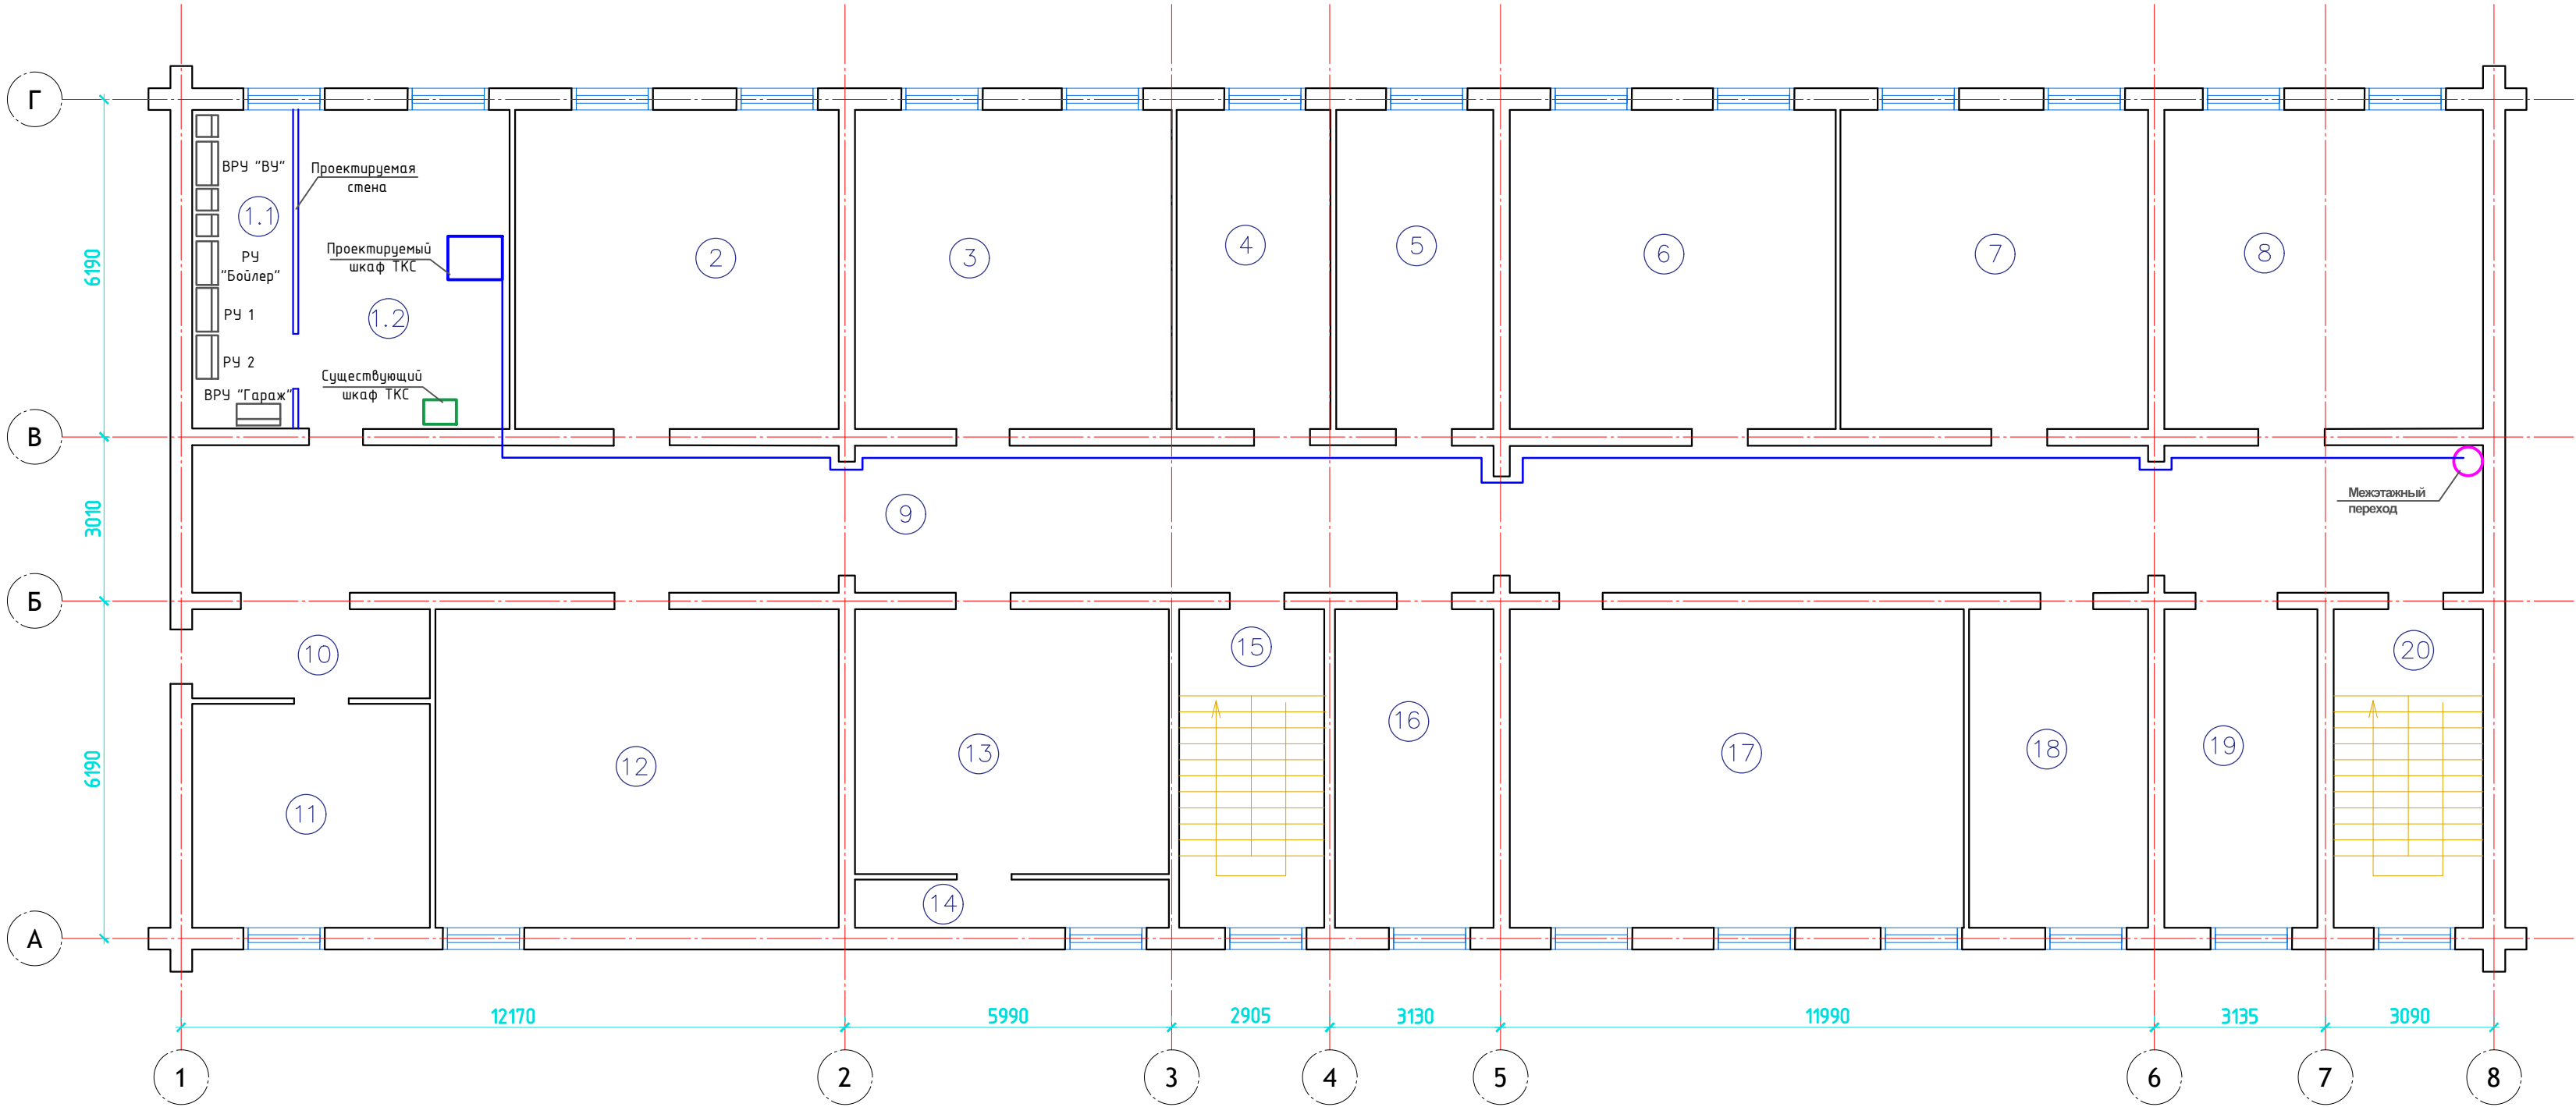 Г
ВРУ "ВУ"
Проектируемая
стена
1.1
Проектируемый
шкаф ТКС
РУ
"Бойлер"
2
3
4
5
6
7
8
6190
РУ 1
1.2
РУ 2
Существующий
шкаф ТКС
ВРУ "Гараж"
В
Межэтажный
переход
3010
9
Б
10
15
20
6190
11
12
13
16
17
18
19
14
А
12170
5990
2905
3130
11990
3135
3090
1
2
3
4
5
6
7
8